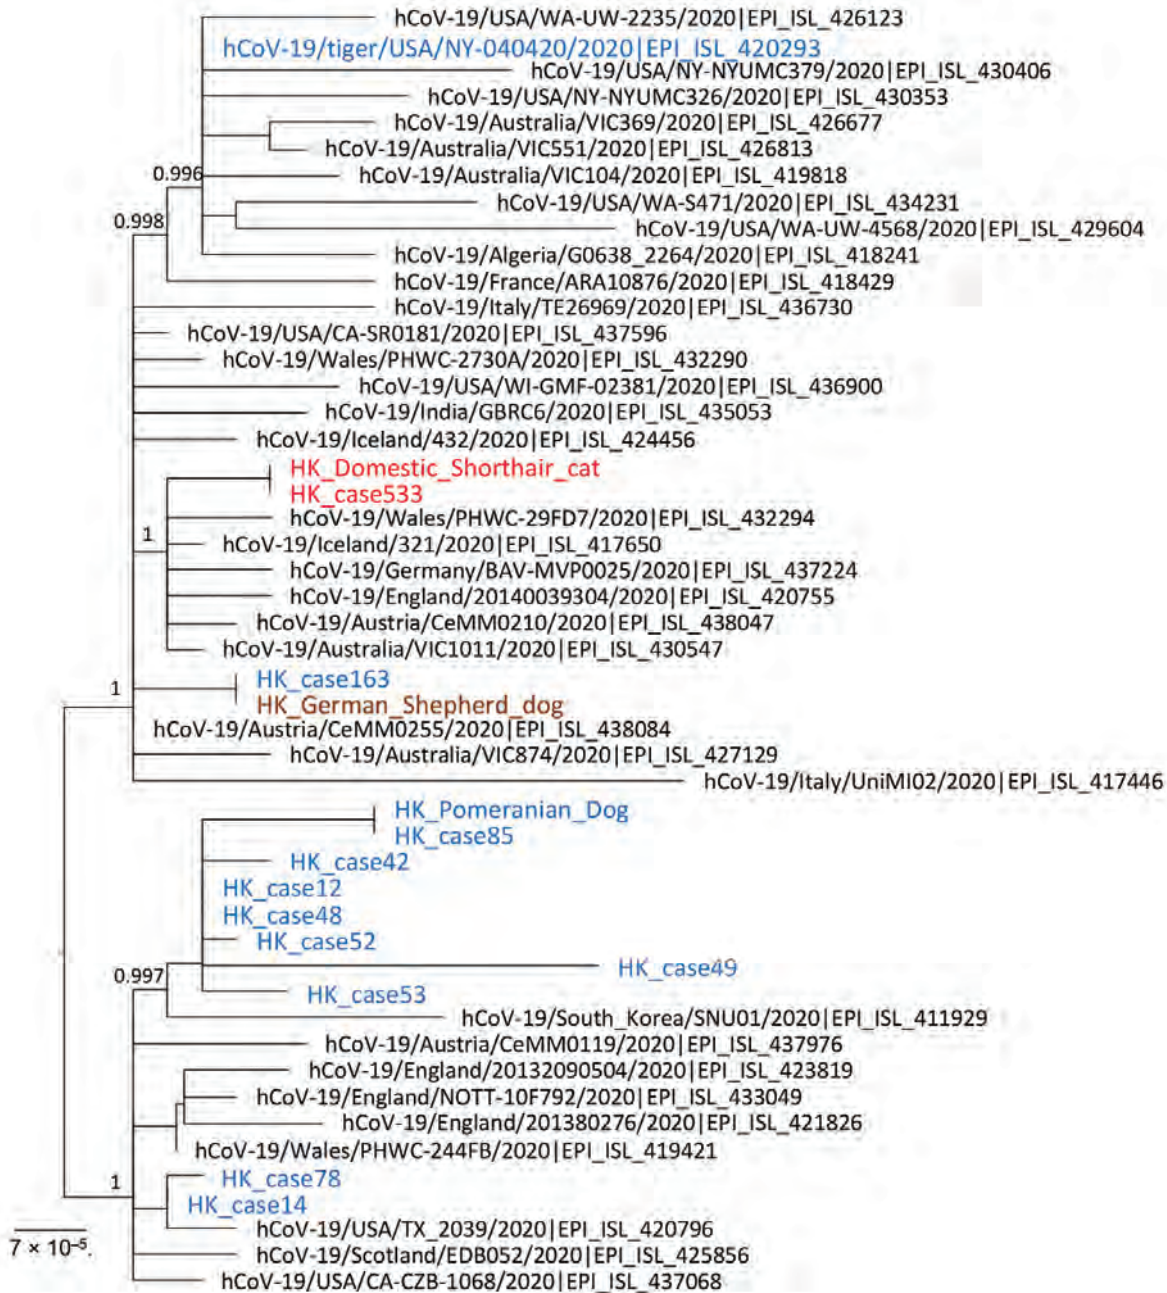 hCoV-19/USA/WA-UW-2235/2020|EPI_ISL_426123
hCoV-19/tiger/USA/NY-040420/2020|EPI_ISL_420293
hCoV-19/USA/NY-NYUMC379/2020|EPI_ISL_430406
hCoV-19/USA/NY-NYUMC326/2020|EPI_ISL_430353
hCoV-19/Australia/VIC369/2020|EPI_ISL_426677
hCoV-19/Australia/VIC551/2020|EPI_ISL_426813
0.996
hCoV-19/Australia/VIC104/2020|EPI_ISL_419818
hCoV-19/USA/WA-S471/2020|EPI_ISL_434231
0.998
hCoV-19/USA/WA-UW-4568/2020|EPI_ISL_429604
hCoV-19/Algeria/G0638_2264/2020|EPI_ISL_418241
hCoV-19/France/ARA10876/2020|EPI_ISL_418429
hCoV-19/Italy/TE26969/2020|EPI_ISL_436730
hCoV-19/USA/CA-SR0181/2020|EPI_ISL_437596
hCoV-19/Wales/PHWC-2730A/2020|EPI_ISL_432290
hCoV-19/USA/WI-GMF-02381/2020|EPI_ISL_436900
hCoV-19/India/GBRC6/2020|EPI_ISL_435053
hCoV-19/Iceland/432/2020|EPI_ISL_424456
HK_Domestic_Shorthair_cat
HK_case533
hCoV-19/Wales/PHWC-29FD7/2020|EPI_ISL_432294
1
hCoV-19/Iceland/321/2020|EPI_ISL_417650
hCoV-19/Germany/BAV-MVP0025/2020|EPI_ISL_437224
hCoV-19/England/20140039304/2020|EPI_ISL_420755
hCoV-19/Austria/CeMM0210/2020|EPI_ISL_438047
hCoV-19/Australia/VIC1011/2020|EPI_ISL_430547
HK_case163
1
HK_German_Shepherd_dog
hCoV-19/Austria/CeMM0255/2020|EPI_ISL_438084
hCoV-19/Australia/VIC874/2020|EPI_ISL_427129
hCoV-19/Italy/UniMI02/2020|EPI_ISL_417446
HK_Pomeranian_Dog
HK_case85
HK_case42
HK_case12
HK_case48
HK_case52
HK_case49
0.997
HK_case53
hCoV-19/South_Korea/SNU01/2020|EPI_ISL_411929
hCoV-19/Austria/CeMM0119/2020|EPI_ISL_437976
hCoV-19/England/20132090504/2020|EPI_ISL_423819
hCoV-19/England/NOTT-10F792/2020|EPI_ISL_433049
hCoV-19/England/201380276/2020|EPI_ISL_421826
hCoV-19/Wales/PHWC-244FB/2020|EPI_ISL_419421
HK_case78
1
HK_case14
hCoV-19/USA/TX_2039/2020|EPI_ISL_420796
7 × 10⁻⁵.
hCoV-19/Scotland/EDB052/2020|EPI_ISL_425856
hCoV-19/USA/CA-CZB-1068/2020|EPI_ISL_437068